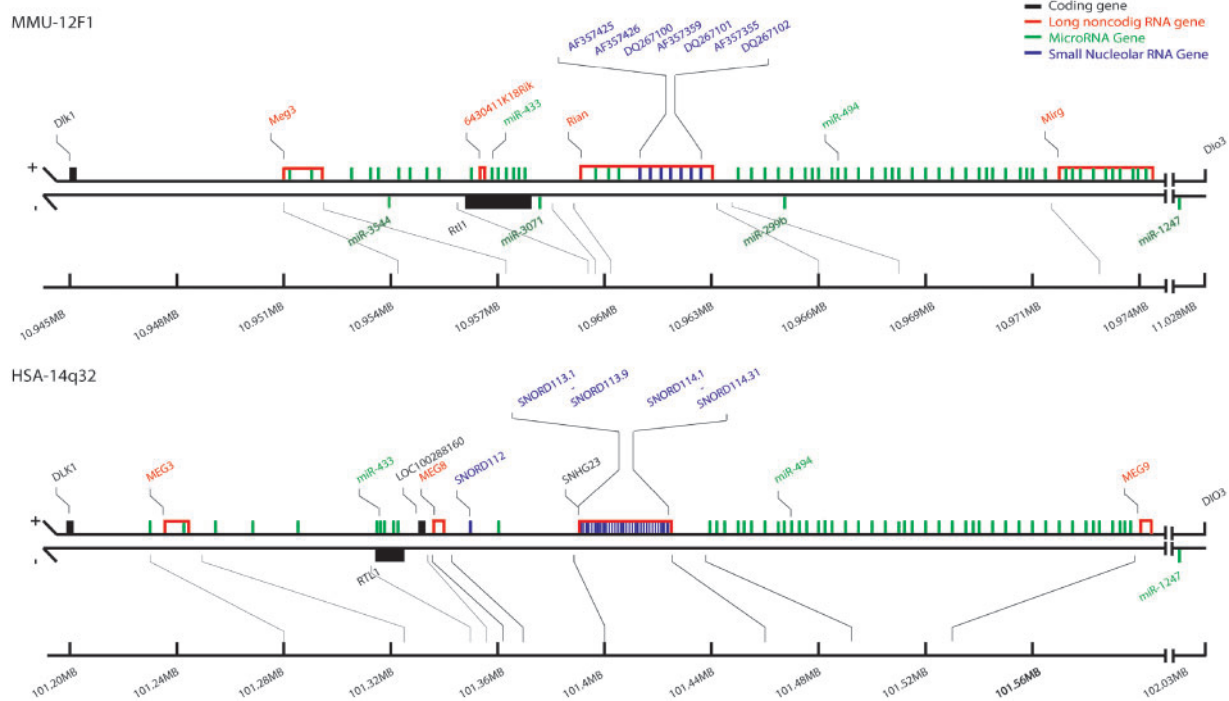 MMU-12F1
Coding gene
Long noncodig RNA gene
MicroRNA Gene
Small Nucleolar RNA Gene
AF357425
AF357426
DQ267100
AF357359
DQ267101
AF357355
DQ267102
Dlk1
Meg3
6430411K18Rik
miR-433
Rian
miR-494
Mirg
Dio3
+
-
miR-3544
Rtl1
miR-3071
miR-299b
miR-1247
10.945MB
10.948MB
10.951MB
10.954MB
10.957MB
10.96MB
10.963MB
10.966MB
10.969MB
10.971MB
10.974MB
11.028MB
HSA-14q32
SNORD113.1
-
SNORD113.9
SNORD114.1
-
SNORD114.31
DLK1
MEG3
miR-433
LOC100288160
MEG8
SNORD112
SNHG23
miR-494
MEG9
DIO3
+
-
RTL1
miR-1247
101.20MB
101.24MB
101.28MB
101.32MB
101.36MB
101.4MB
101.44MB
101.48MB
101.52MB
101.56MB
102.03MB